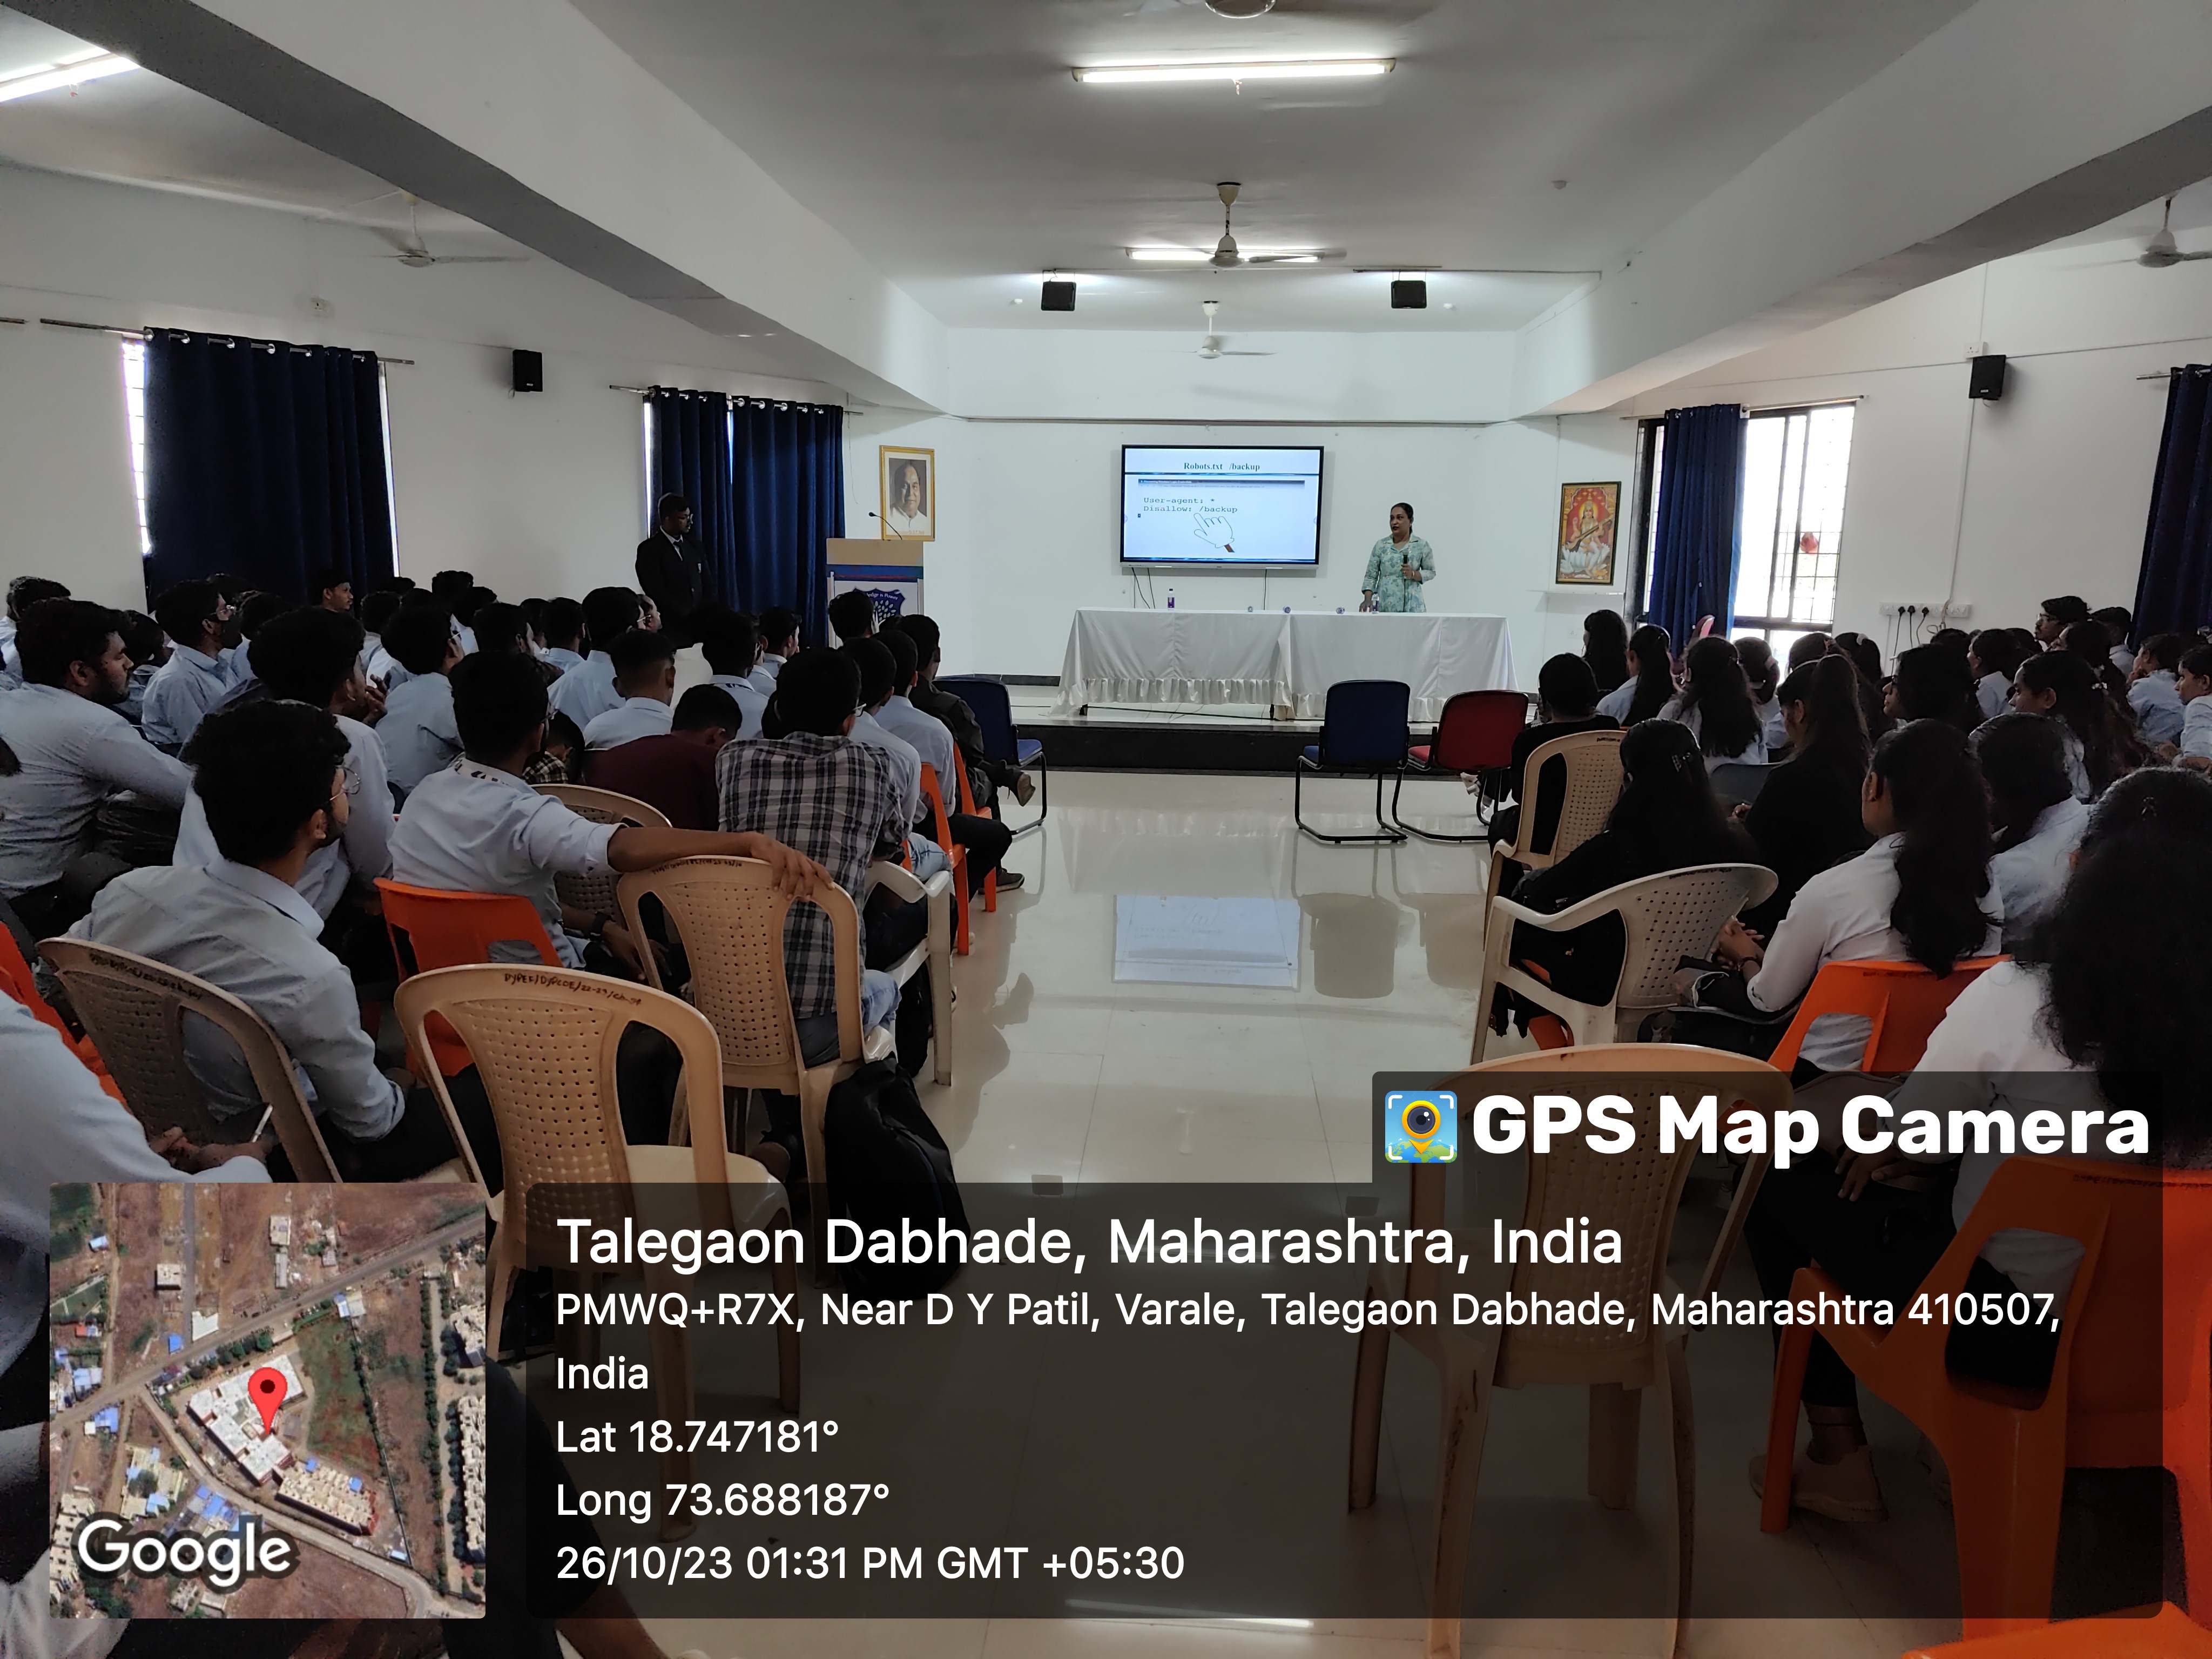 Robots.txt /backup
User-agent: *
Disallow: /backup
GPS Map Camera
Talegaon Dabhade, Maharashtra, India
PMWQ+R7X, Near D Y Patil, Varale, Talegaon Dabhade, Maharashtra 410507,
India
Lat 18.747181°
Long 73.688187°
26/10/23 01:31 PM GMT +05:30
Google